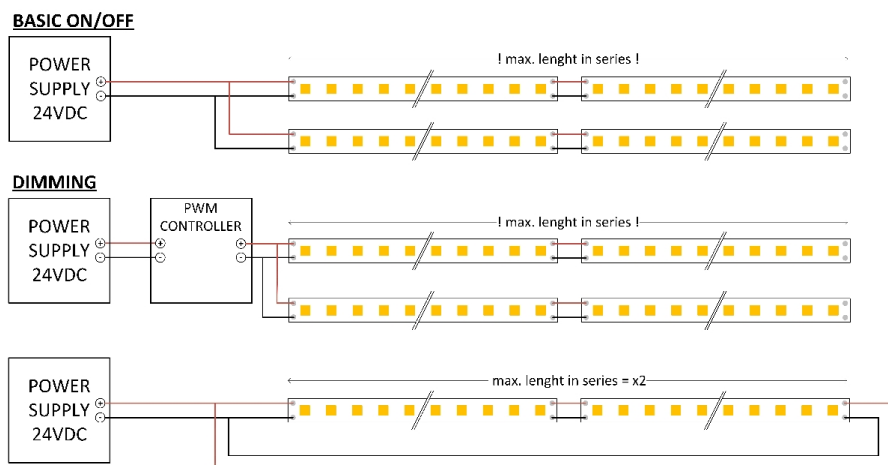 BASIC ON/OFF
POWER
SUPPLY
24VDC
+
-
! max. lenght in series !
DIMMING
POWER
SUPPLY
24VDC
+
-
PWM
CONTROLLER
+
-
+
-
! max. lenght in series !
POWER
SUPPLY
24VDC
+
-
max. lenght in series = x2